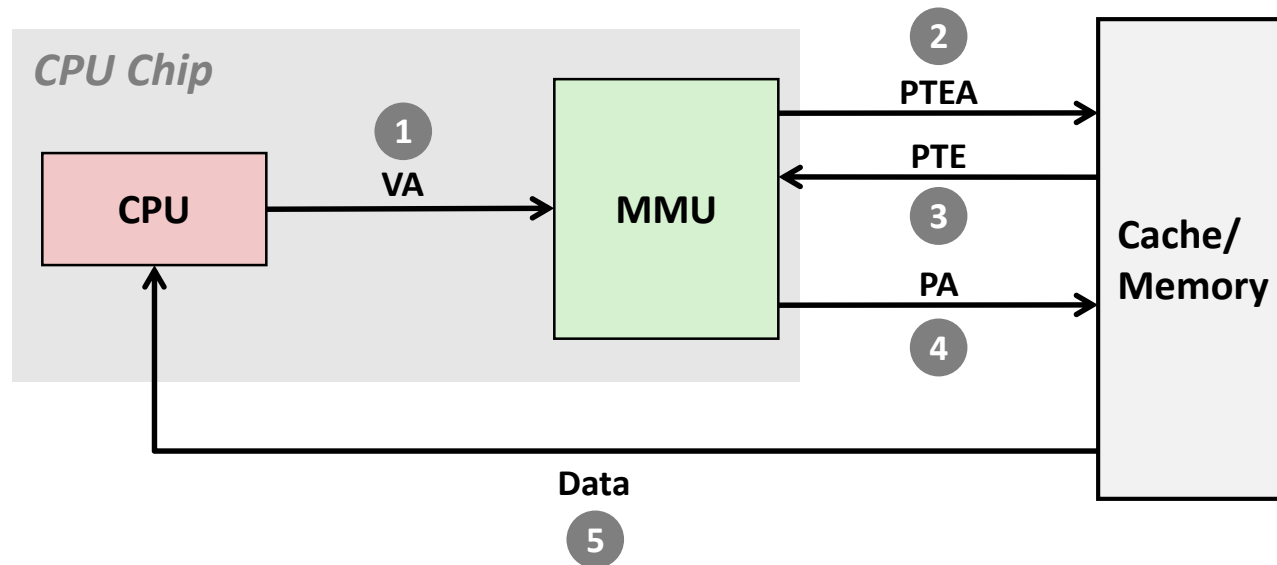 2
CPU Chip
PTEA
1
PTE
VA
CPU
MMU
3
Cache/
Memory
PA
4
Data
5